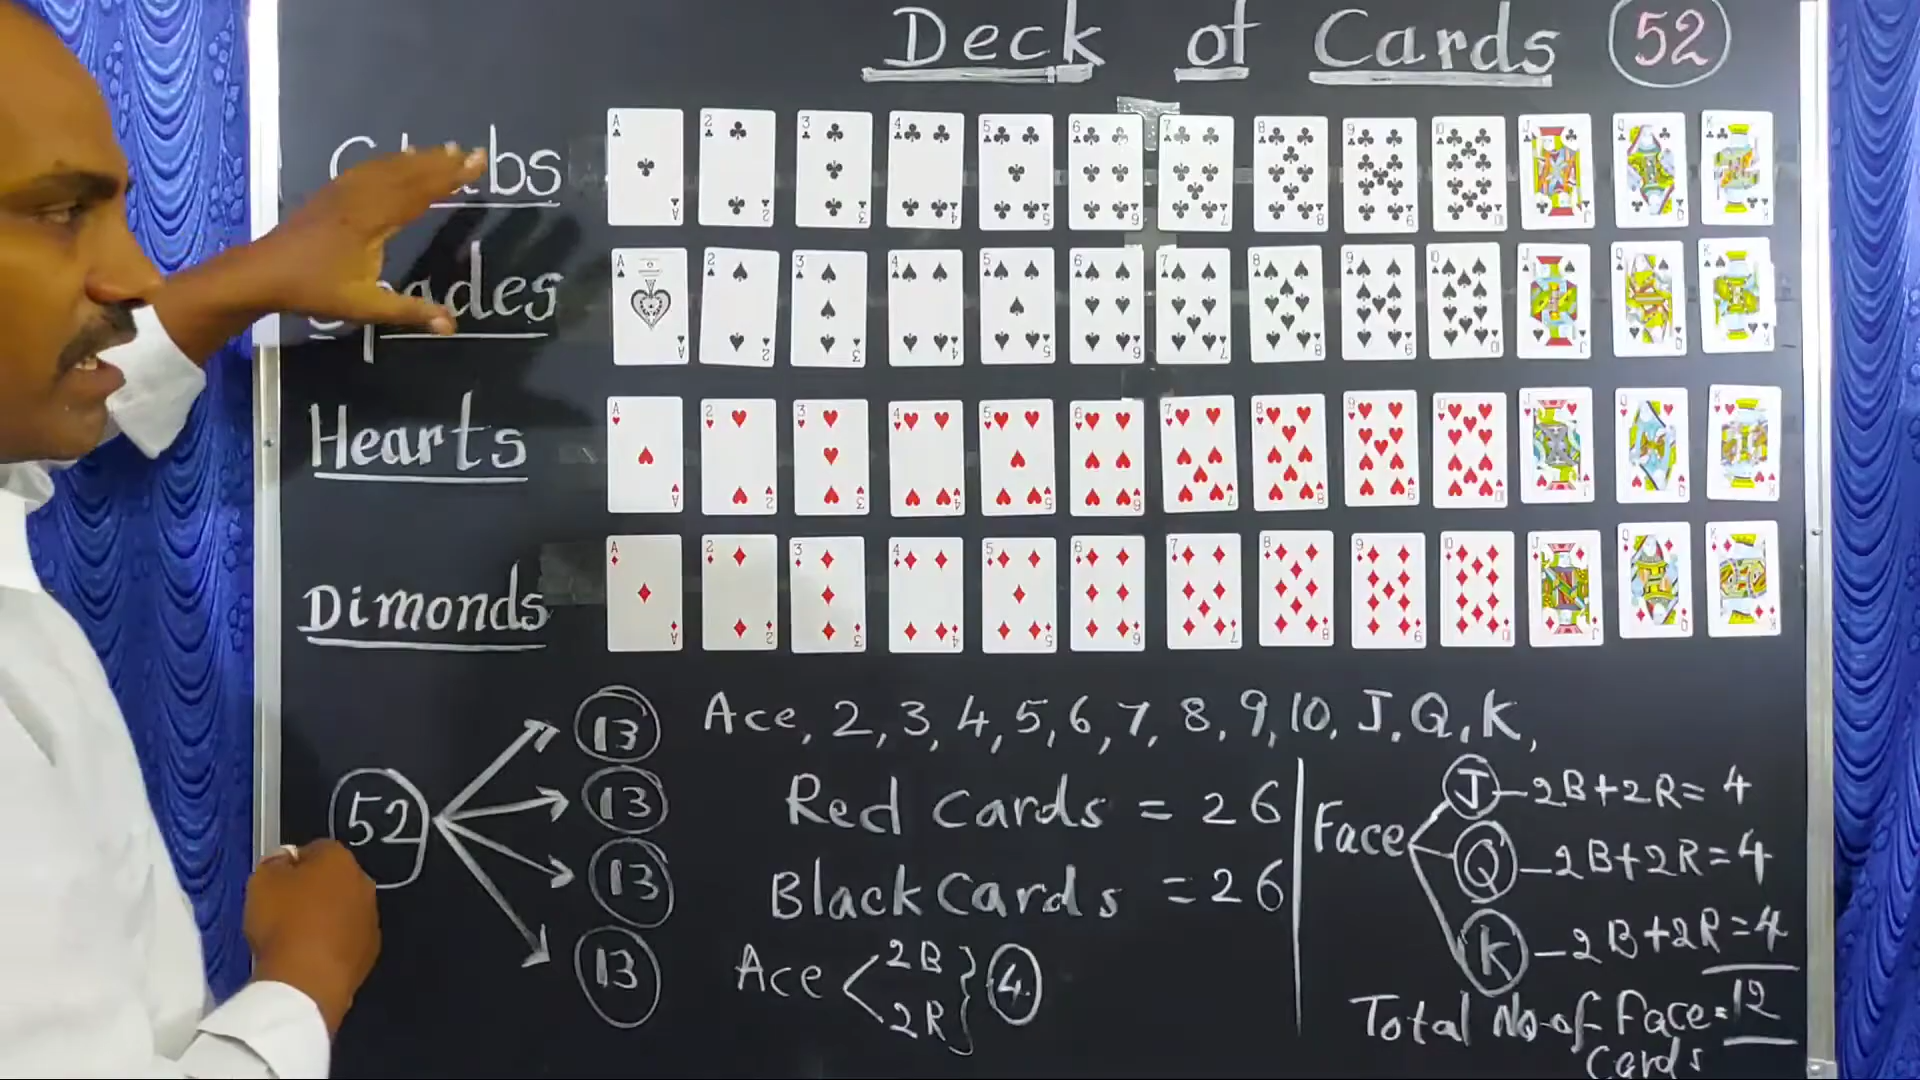 Deck of Cards 52
Clubs
Spades
Hearts
Dimonds
52
13
13
13
13
Ace, 2, 3, 4, 5, 6, 7, 8, 9, 10, J, Q, K,
Red Cards = 26
Black Cards = 26
Ace 2B 2R 4
Face
J - 2B + 2R = 4
Q - 2B + 2R = 4
K - 2B + 2R = 4
Total No of Face = 12
Cards